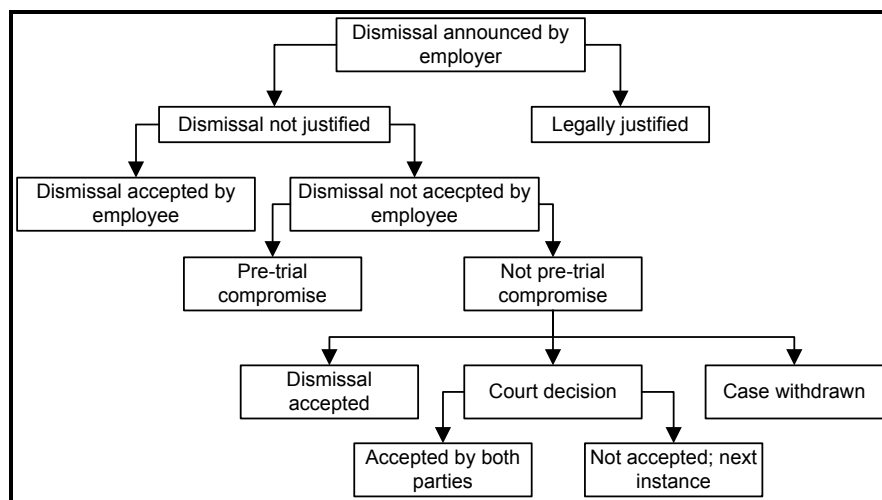 Dismissal announced by
employer
Dismissal not justified
Legally justified
Dismissal accepted by
employee
Dismissal not acecpted by
employee
Pre-trial
compromise
Not pre-trial
compromise
Dismissal
accepted
Court decision
Case withdrawn
Accepted by both
parties
Not accepted; next
instance